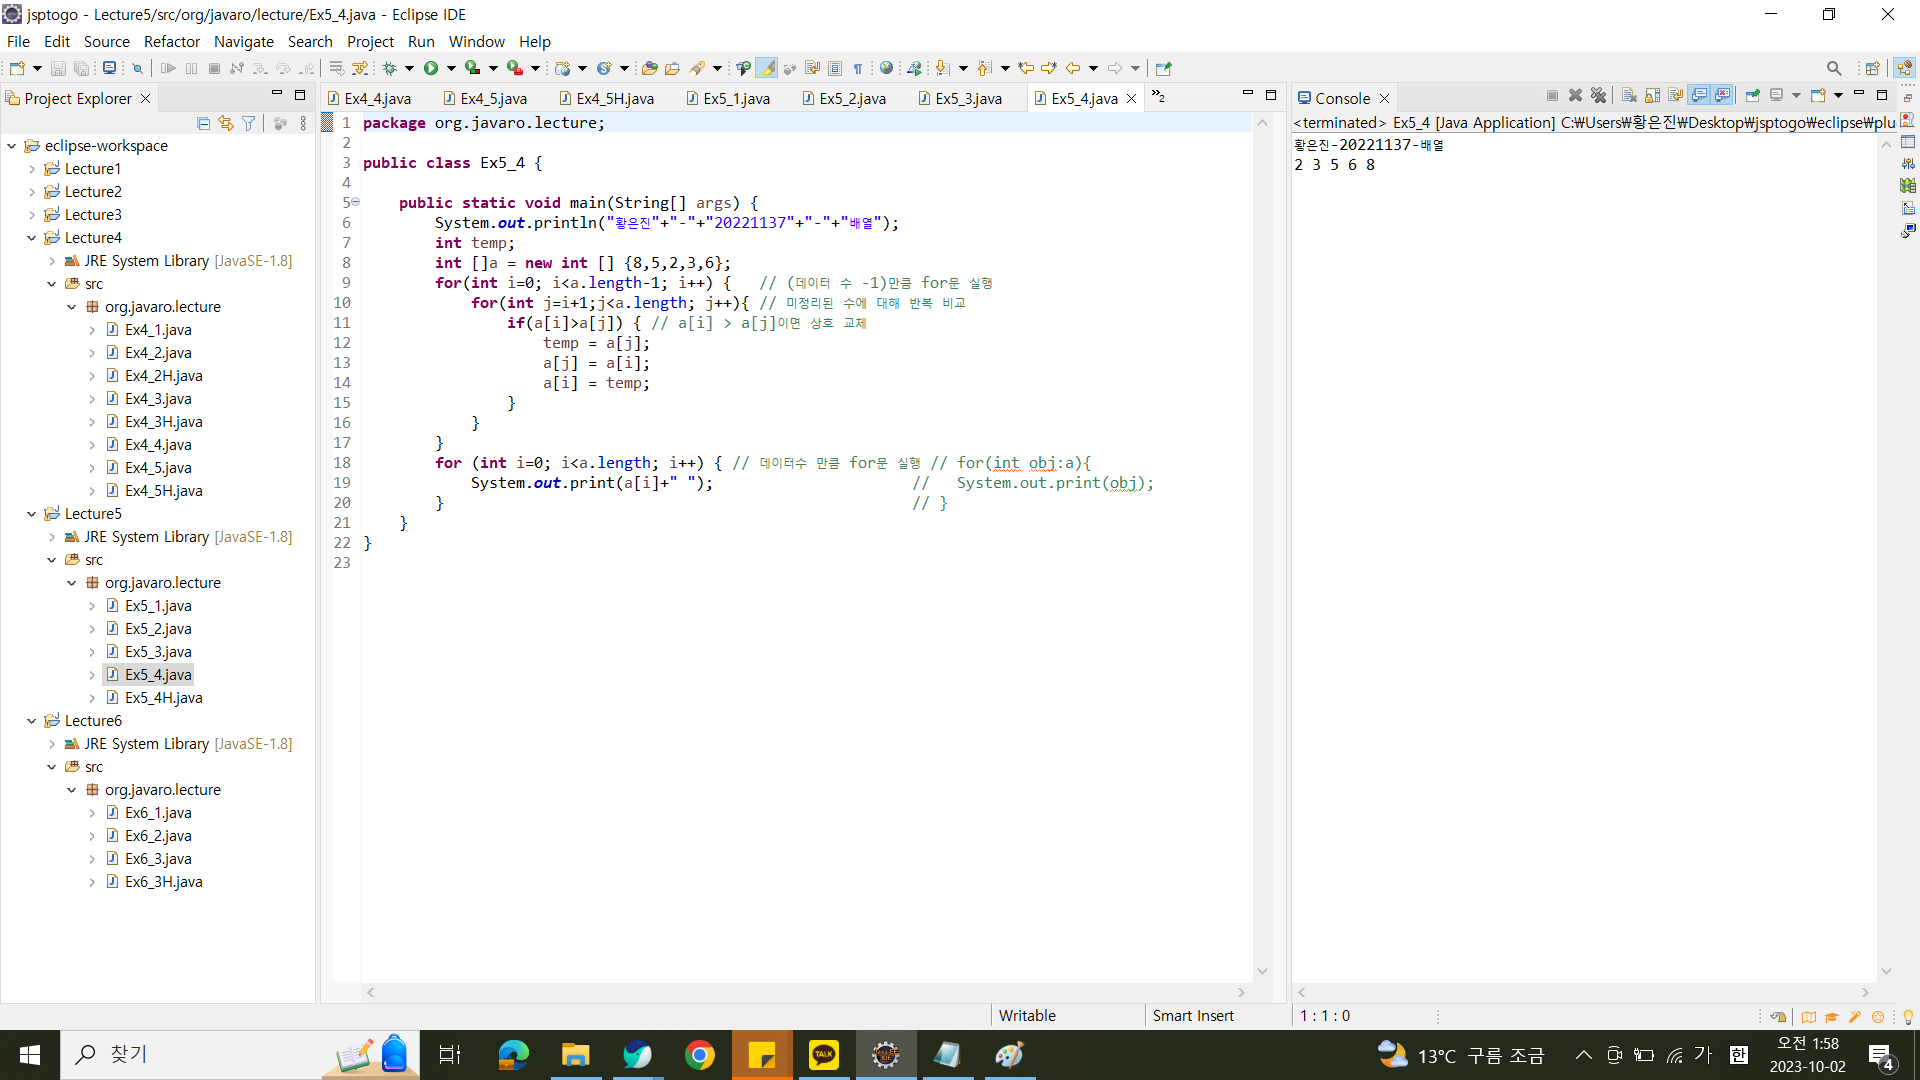 jsptogo - Lecture5/src/org/javaro/lecture/Ex5_4.java - Eclipse IDE
File Edit Source Refactor Navigate Search Project Run Window Help
Project Explorer
eclipse-workspace
Lecture1
Lecture2
Lecture3
Lecture4
JRE System Library [JavaSE-1.8]
src
org.javaro.lecture
Ex4_1.java
Ex4_2.java
Ex4_2H.java
Ex4_3.java
Ex4_3H.java
Ex4_4.java
Ex4_5.java
Ex4_5H.java
Lecture5
JRE System Library [JavaSE-1.8]
src
org.javaro.lecture
Ex5_1.java
Ex5_2.java
Ex5_3.java
Ex5_4.java
Ex5_4H.java
Lecture6
JRE System Library [JavaSE-1.8]
src
org.javaro.lecture
Ex6_1.java
Ex6_2.java
Ex6_3.java
Ex6_3H.java
Ex4_4.java Ex4_5.java Ex4_5H.java Ex5_1.java Ex5_2.java Ex5_3.java Ex5_4.java »2
1 package org.javaro.lecture;
2
3 public class Ex5_4 {
4
5 public static void main(String[] args) {
6 System.out.println("황은진"+"-"+"20221137"+"-"+"배열");
7 int temp;
8 int []a = new int [] {8,5,2,3,6};
9 for(int i=0; i<a.length-1; i++) { // (데이터 수 -1)만큼 for문 실행
10 for(int j=i+1;j<a.length; j++){ // 미정리된 수에 대해 반복 비교
11 if(a[i]>a[j]) { // a[i] > a[j]이면 상호 교체
12 temp = a[j];
13 a[j] = a[i];
14 a[i] = temp;
15 }
16 }
17 }
18 for (int i=0; i<a.length; i++) { // 데이터수 만큼 for문 실행 // for(int obj:a){
19 System.out.print(a[i]+" "); // System.out.print(obj);
20 } // }
21 }
22 }
23
Console
<terminated> Ex5_4 [Java Application] C:₩Users₩황은진₩Desktop₩jsptogo₩eclipse₩plu
황은진-20221137-배열
2 3 5 6 8
Writable Smart Insert 1 : 1 : 0
찾기
TALK
13°C 구름 조금
가 한
오전 1:58
2023-10-02
4